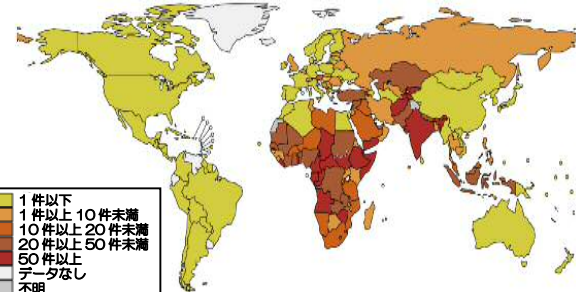 1 件以下
1 件以上 10 件未満
10 件以上 20 件未満
20 件以上 50 件未満
50 件以上
データなし
不明